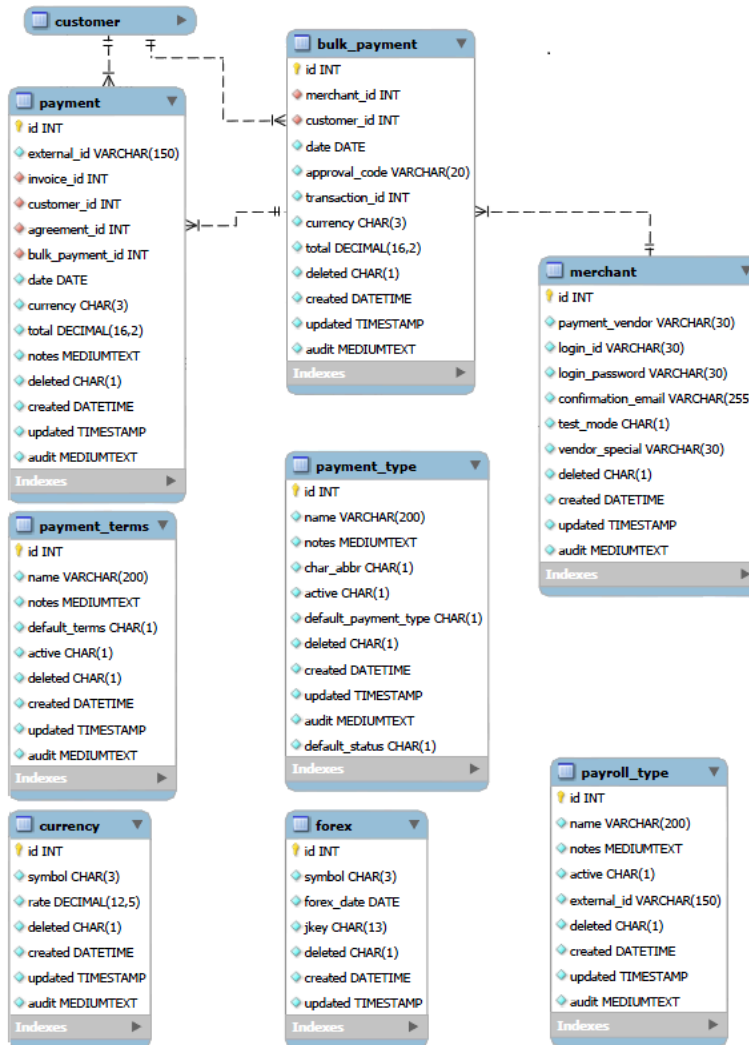 customer
payment
id INT
external_id VARCHAR(150)
invoice_id INT
customer_id INT
agreement_id INT
bulk_payment_id INT
date DATE
currency CHAR(3)
total DECIMAL(16,2)
notes MEDIUMTEXT
deleted CHAR(1)
created DATETIME
updated TIMESTAMP
audit MEDIUMTEXT
Indexes
bulk_payment
id INT
merchant_id INT
customer_id INT
date DATE
approval_code VARCHAR(20)
transaction_id INT
currency CHAR(3)
total DECIMAL(16,2)
deleted CHAR(1)
created DATETIME
updated TIMESTAMP
audit MEDIUMTEXT
Indexes
merchant
id INT
payment_vendor VARCHAR(30)
login_id VARCHAR(30)
login_password VARCHAR(30)
confirmation_email VARCHAR(255
test_mode CHAR(1)
vendor_special VARCHAR(30)
deleted CHAR(1)
created DATETIME
updated TIMESTAMP
audit MEDIUMTEXT
Indexes
payment_terms
id INT
name VARCHAR(200)
notes MEDIUMTEXT
default_terms CHAR(1)
active CHAR(1)
deleted CHAR(1)
created DATETIME
updated TIMESTAMP
audit MEDIUMTEXT
Indexes
payment_type
id INT
name VARCHAR(200)
notes MEDIUMTEXT
char_abbr CHAR(1)
active CHAR(1)
default_payment_type CHAR(1)
deleted CHAR(1)
created DATETIME
updated TIMESTAMP
audit MEDIUMTEXT
default_status CHAR(1)
Indexes
currency
id INT
symbol CHAR(3)
rate DECIMAL(12,5)
deleted CHAR(1)
created DATETIME
updated TIMESTAMP
audit MEDIUMTEXT
Indexes
forex
id INT
symbol CHAR(3)
forex_date DATE
jkey CHAR(13)
deleted CHAR(1)
created DATETIME
updated TIMESTAMP
Indexes
payroll_type
id INT
name VARCHAR(200)
notes MEDIUMTEXT
active CHAR(1)
external_id VARCHAR(150)
deleted CHAR(1)
created DATETIME
updated TIMESTAMP
audit MEDIUMTEXT
Indexes